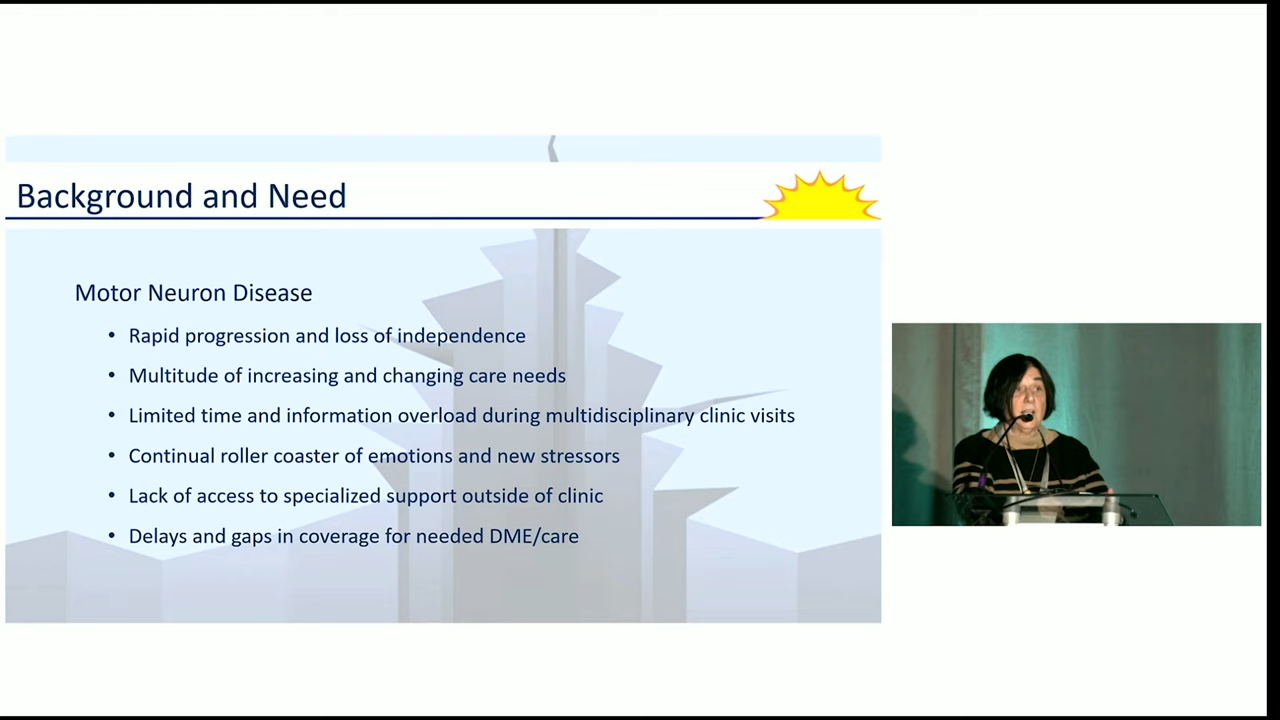 Background and Need
Motor Neuron Disease
• Rapid progression and loss of independence
• Multitude of increasing and changing care needs
• Limited time and information overload during multidisciplinary clinic visits
• Continual roller coaster of emotions and new stressors
• Lack of access to specialized support outside of clinic
• Delays and gaps in coverage for needed DME/care